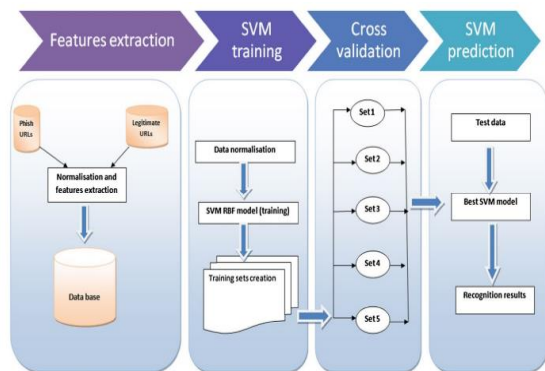 Features extraction
SVM
training
Cross
validation
SVM
prediction
Phish
URLs
Legitimate
URLs
Normalisation and
features extraction
Data base
Data normalisation
SVM RBF model (training)
Training sets creation
Set1
Set2
Set3
Set4
Set5
Test data
Best SVM model
Recognition results